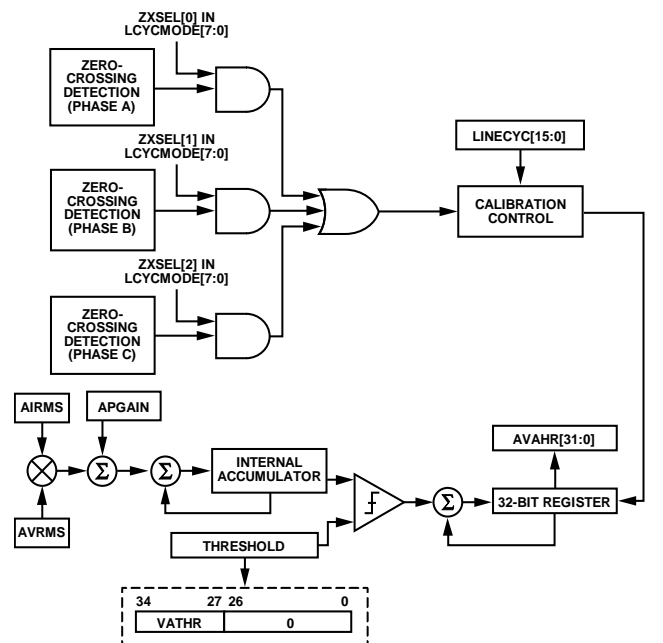 ZXSEL[0] IN
LCYCMODE[7:0]
ZERO-
CROSSING
DETECTION
(PHASE A)
ZXSEL[1] IN
LCYCMODE[7:0]
ZERO-
CROSSING
DETECTION
(PHASE B)
ZXSEL[2] IN
LCYCMODE[7:0]
ZERO-
CROSSING
DETECTION
(PHASE C)
LINECYC[15:0]
CALIBRATION
CONTROL
AIRMS
APGAIN
AVRMS
Σ
Σ
INTERNAL
ACCUMULATOR
THRESHOLD
Σ
AVAHR[31:0]
32-BIT REGISTER
34 27 26 0
VATHR 0